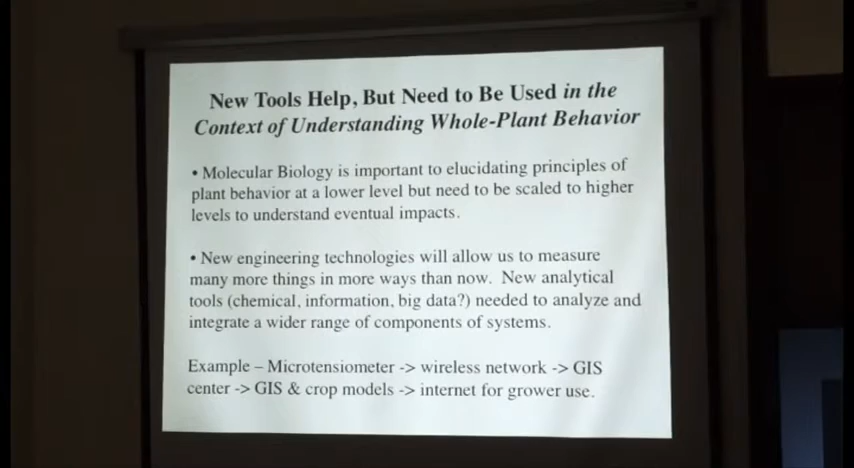 New Tools Help, But Need to Be Used in the
Context of Understanding Whole-Plant Behavior
• Molecular Biology is important to elucidating principles of
plant behavior at a lower level but need to be scaled to higher
levels to understand eventual impacts.
• New engineering technologies will allow us to measure
many more things in more ways than now. New analytical
tools (chemical, information, big data?) needed to analyze and
integrate a wider range of components of systems.
Example – Microtensiometer -> wireless network -> GIS
center -> GIS & crop models -> internet for grower use.